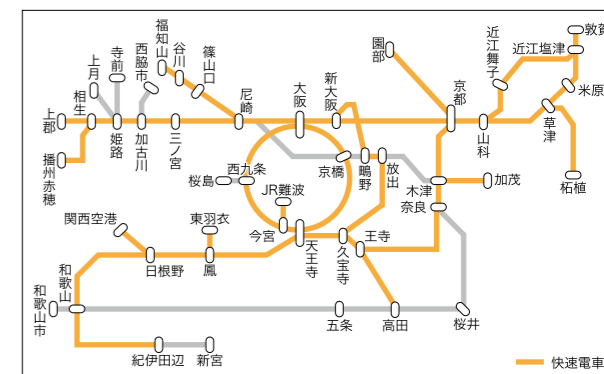 敦賀
福知山
谷川
篠山口
園部
近江舞子
近江塩津
上月
寺前
西脇市
新大阪
大阪
尼崎
京都
米原
相生
上郡
姫路
加古川
三ノ宮
山科
草津
播州赤穂
京橋
鴫野
放出
西九条
桜島
JR難波
木津
加茂
柘植
奈良
関西空港
東羽衣
今宮
天王寺
久宝寺
王寺
日根野
鳳
和歌山
和歌山市
五条
高田
桜井
紀伊田辺
新宮
快速電車